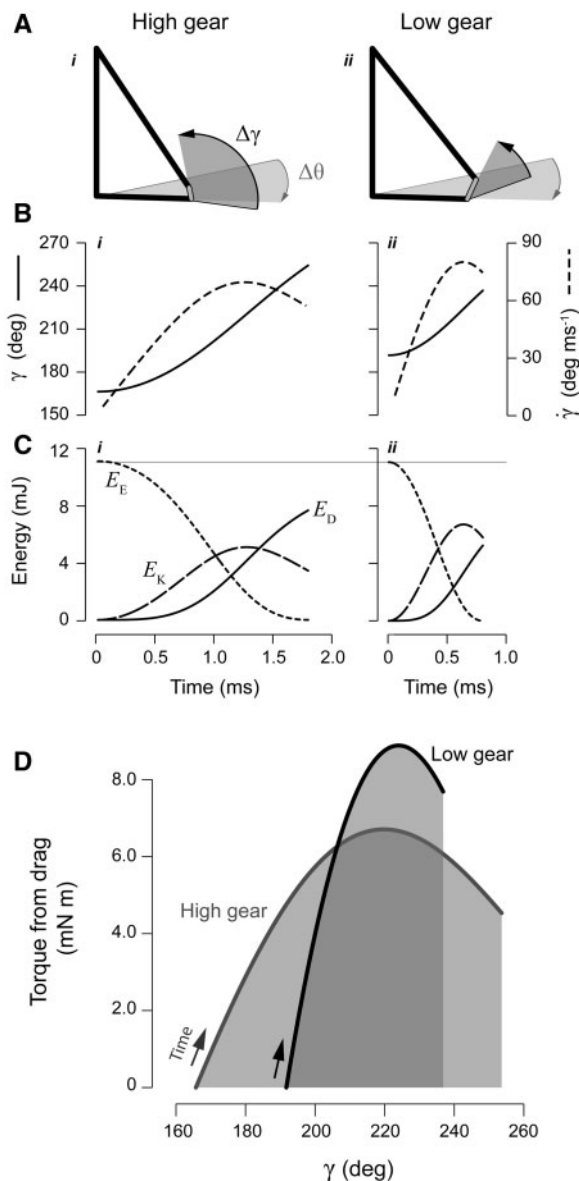 A
High gear
Low gear
i
ii
Δγ
Δθ
B
i
ii
270
240
210
180
150
γ (deg)
90
60
30
0
γ̇ (deg ms⁻¹)
C
i
ii
12
8
4
0
Energy (mJ)
E_E
E_K
E_D
0 0.5 1.0 1.5 2.0
0 0.5 1.0
Time (ms)
Time (ms)
D
8.0
6.0
4.0
2.0
0
Torque from drag
(mN m)
Low gear
High gear
Time
160 180 200 220 240 260
γ (deg)